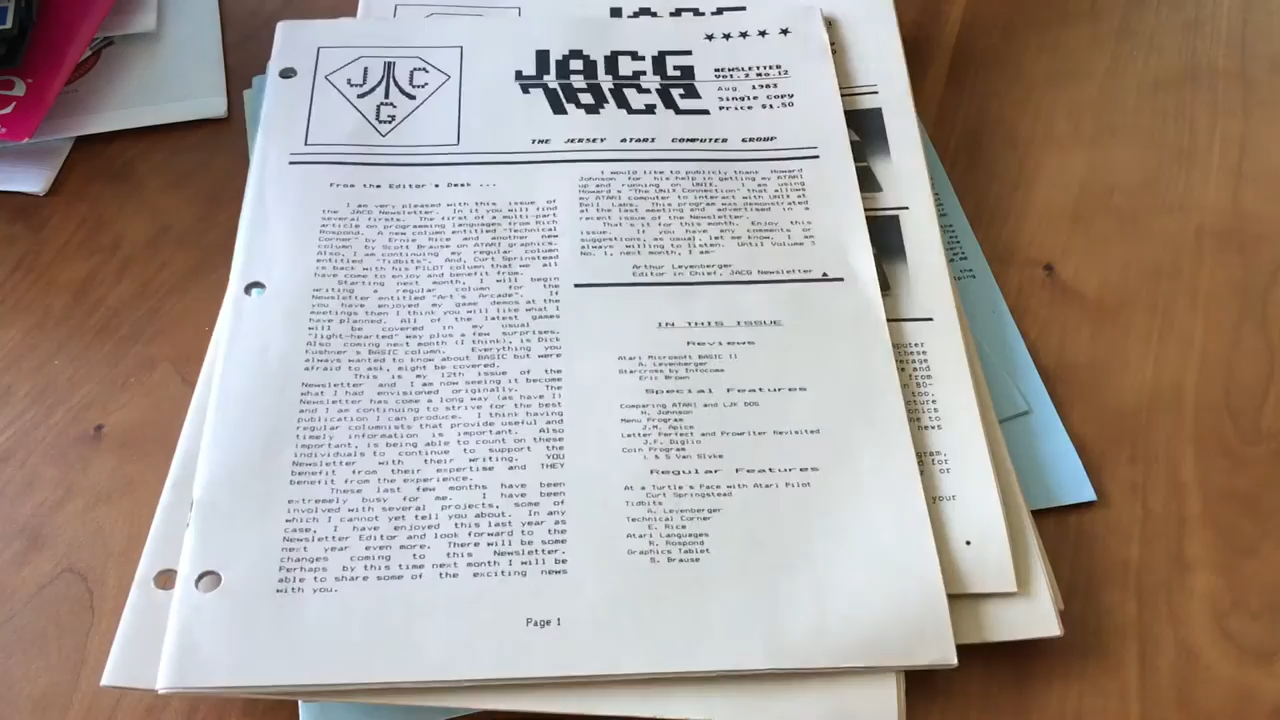 J C
G
JACG
★★★★★
NEWSLETTER
Vol. 2 No.12
Aug. 1983
Single Copy
Price $1.50
THE JERSEY ATARI COMPUTER GROUP
From the Editor's Desk ...
I am very pleased with this issue of
the JACG Newsletter. In it you will find
several firsts. The first of a multi-part
article on programming languages from Rich
Rospond. A new column entitled "Technical
Corner" by Ernie Rice and another new
column by Scott Brause on ATARI graphics.
Also, I am continuing my regular column
entitled "Tidbits". And, Curt Springstead
is back with his PILOT column that we all
have come to enjoy and benefit from.
Starting next month, I will begin
writing a regular column for the
Newsletter entitled "Art's Arcade". If
you have enjoyed my game demos at the
meetings then I think you will like what I
have planned. All of the latest games
will be covered in my usual
"light-hearted" way plus a few surprises.
Also coming next month (I think), is Dick
Kushner's BASIC column. Everything you
always wanted to know about BASIC but were
afraid to ask, might be covered.
This is my 12th issue of the
Newsletter and I am now seeing it become
what I had envisioned originally. The
Newsletter has come a long way (as have I)
and I am continuing to strive for the best
publication I can produce. I think having
regular columnists that provide useful and
timely information is important. Also
important, is being able to count on these
individuals to continue to support the
Newsletter with their writing. YOU
benefit from their expertise and THEY
benefit from the experience.
These last few months have been
extremely busy for me. I have been
involved with several projects, some of
which I cannot yet tell you about. In any
case, I have enjoyed this last year as
Newsletter Editor and look forward to the
next year even more. There will be some
changes coming to this Newsletter.
Perhaps by this time next month I will be
able to share some of the exciting news
with you.
I would like to publicly thank Howard
Johnson for his help in getting my ATARI
up and running on UNIX. I am using
Howard's "The UNIX Connection" that allows
my ATARI computer to interact with UNIX at
Bell Labs. This program was demonstrated
at the last meeting and advertised in a
recent issue of the Newsletter.
That's it for this month. Enjoy this
issue. If you have any comments or
suggestions, as usual, let me know. I am
always willing to listen. Until Volume 3
No. 1, next month, I am-
Arthur Leyenberger
Editor in Chief, JACG Newsletter
IN THIS ISSUE
Reviews
Atari Microsoft BASIC II
A. Leyenberger
Starcross by Infocomm
Eric Brown
Special Features
Comparing ATARI and LJK DOS
H. Johnson
Menu Program
J.M. Apice
Letter Perfect and Prowriter Revisited
J.F. Diglio
Coin Program
L & S Van Slyke
Regular Features
At a Turtle's Pace with Atari Pilot
Curt Springstead
Tidbits
A. Leyenberger
Technical Corner
E. Rice
Atari Languages
R. Rospond
Graphics Tablet
S. Brause
Page 1